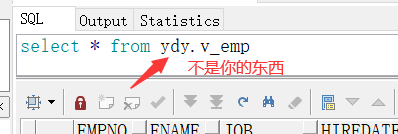 SQL Output Statistics
select * from ydy.v_emp
不是你的东西
EMPNO ENAME JOB HIREDATE